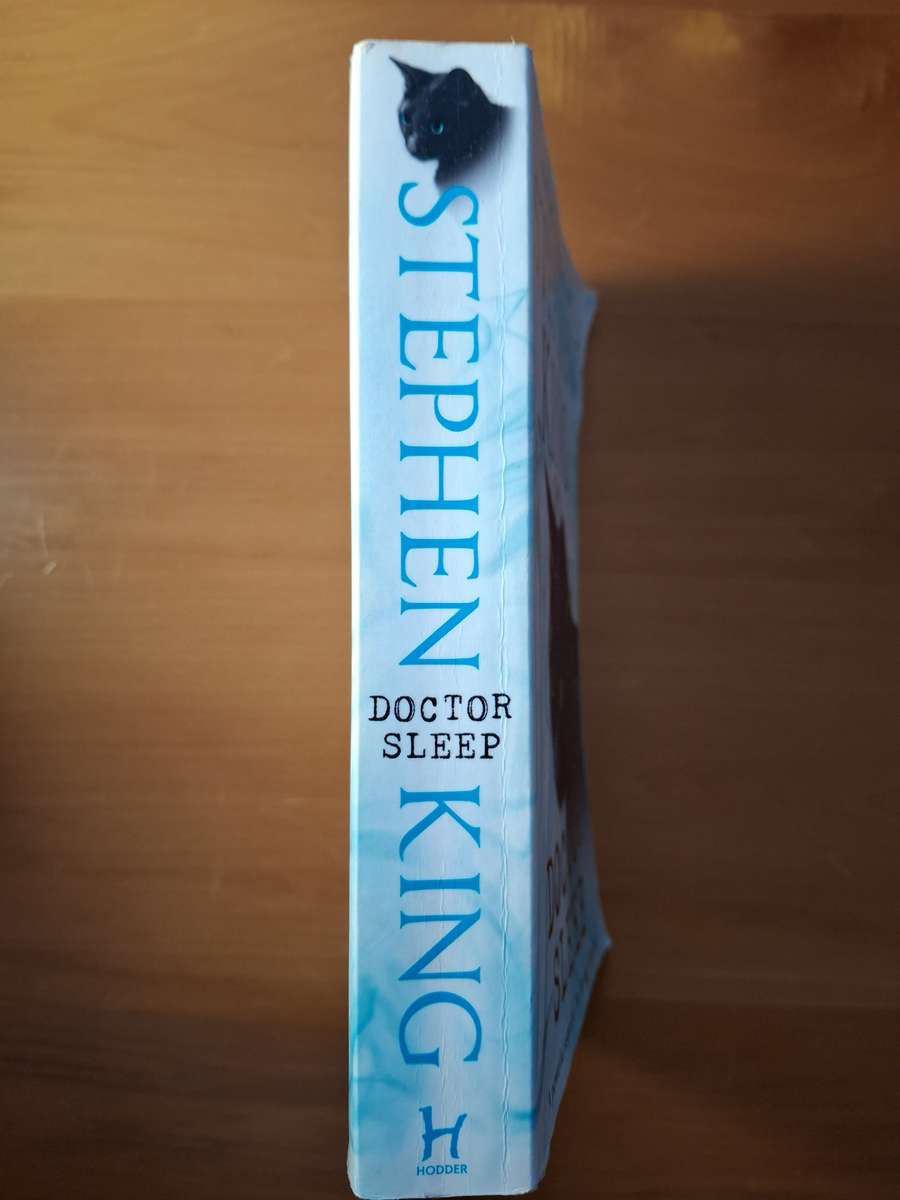 STEPHEN
DOCTOR
SLEEP
KING
H
HODDER